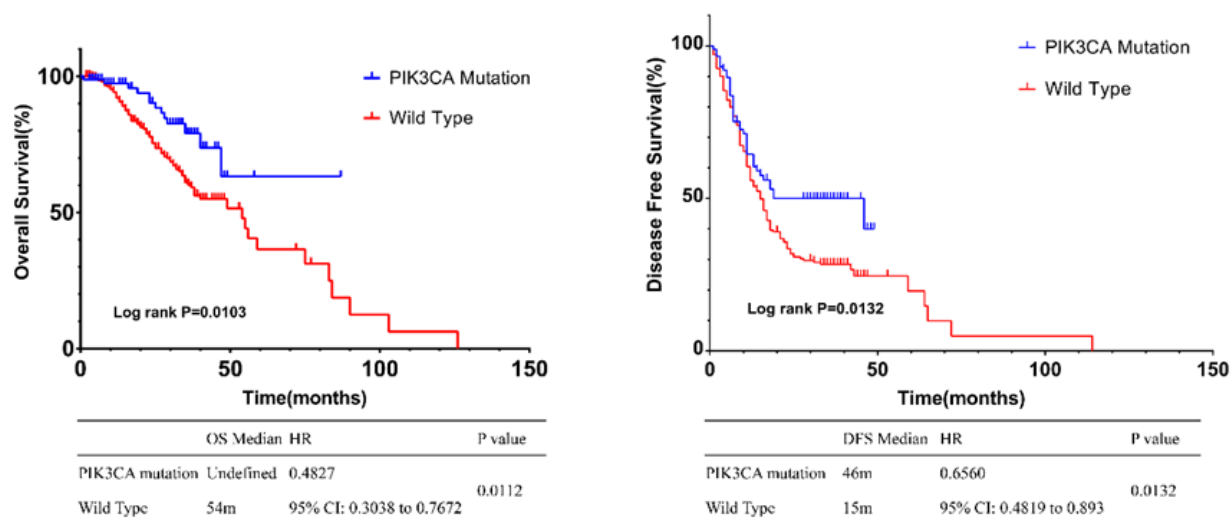 100
50
0
Overall Survival(%)
PIK3CA Mutation
Wild Type
Log rank P=0.0103
0 50 100 150
Time(months)
OS Median HR P value
PIK3CA mutation Undefined 0.4827
0.0112
Wild Type 54m 95% CI: 0.3038 to 0.7672
100
50
0
Disease Free Survival(%)
PIK3CA Mutation
Wild Type
Log rank P=0.0132
0 50 100 150
Time(months)
DFS Median HR P value
PIK3CA mutation 46m 0.6560
0.0132
Wild Type 15m 95% CI: 0.4819 to 0.893